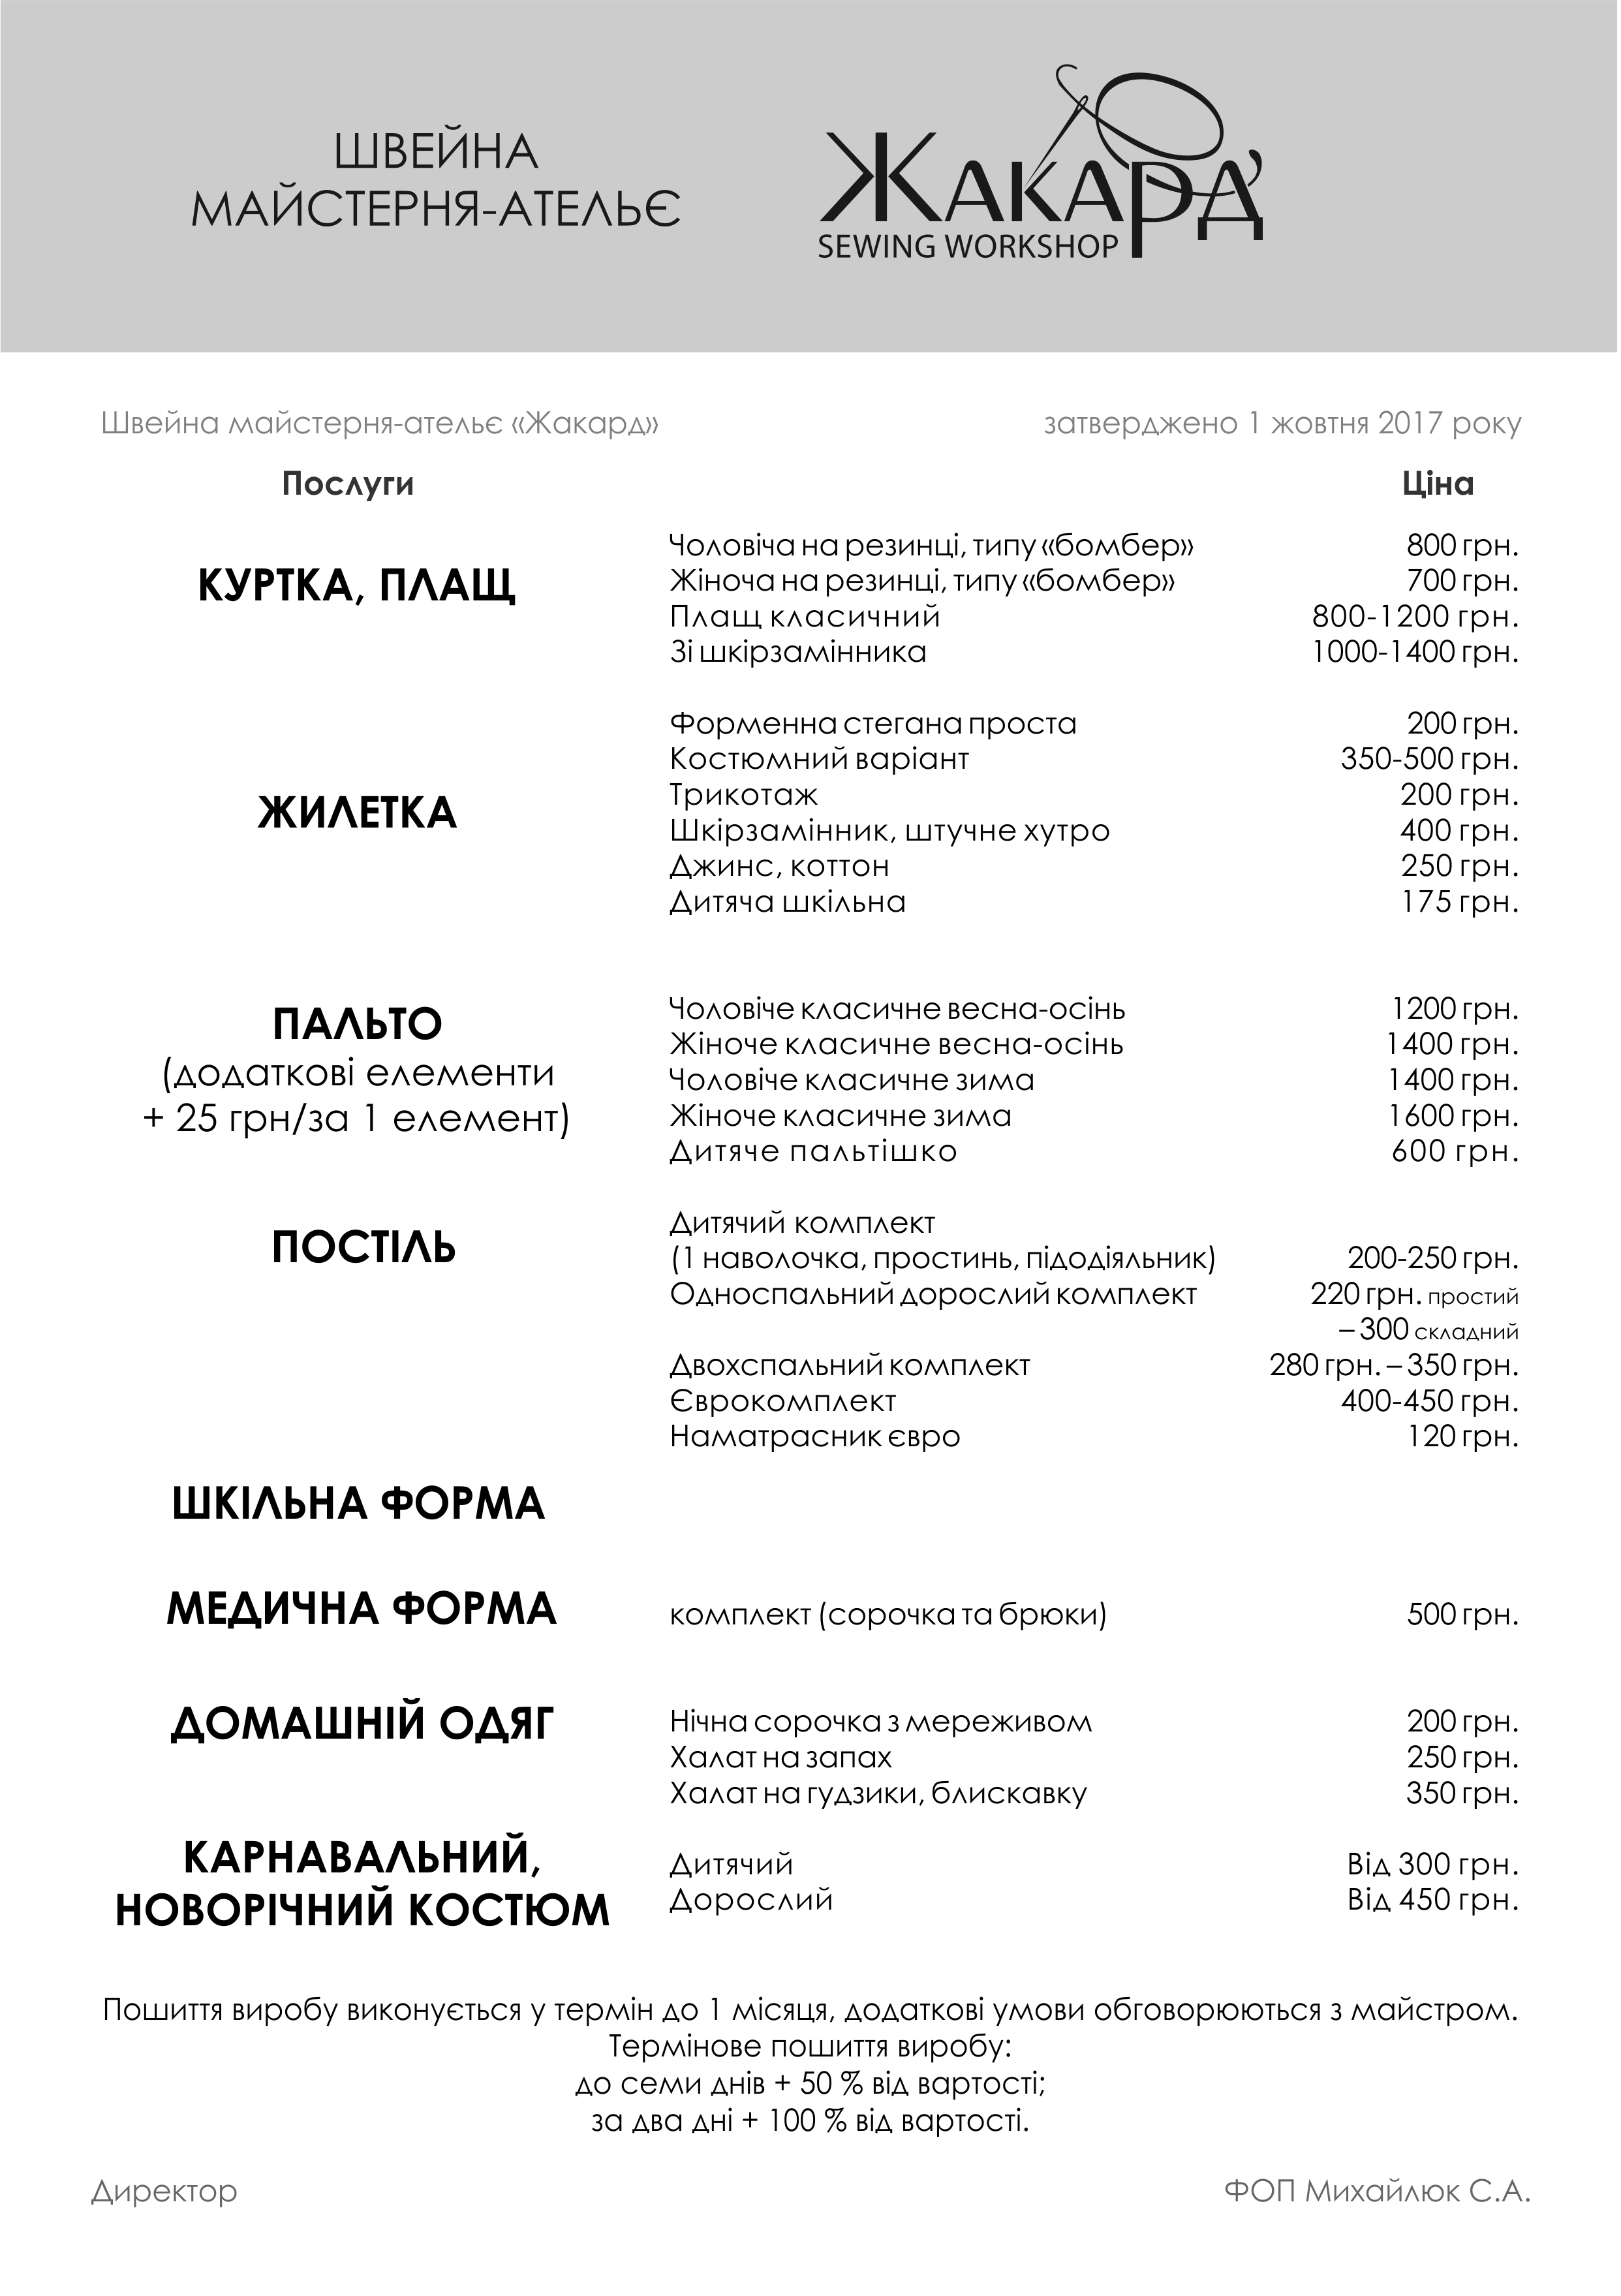 ШВЕЙНА
МАЙСТЕРНЯ-АТЕЛЬЄ
ЖАКАРД
SEWING WORKSHOP
Швейна майстерня-ательє «Жакард» затверджено 1 жовтня 2017 року
Послуги Ціна
КУРТКА, ПЛАЩ
Чоловіча на резинці, типу «бомбер» 800 грн.
Жіноча на резинці, типу «бомбер» 700 грн.
Плащ класичний 800-1200 грн.
Зі шкірзамінника 1000-1400 грн.
ЖИЛЕТКА
Форменна стегана проста 200 грн.
Костюмний варіант 350-500 грн.
Трикотаж 200 грн.
Шкірзамінник, штучне хутро 400 грн.
Джинс, коттон 250 грн.
Дитяча шкільна 175 грн.
ПАЛЬТО
(додаткові елементи
+ 25 грн/за 1 елемент)
Чоловіче класичне весна-осінь 1200 грн.
Жіноче класичне весна-осінь 1400 грн.
Чоловіче класичне зима 1400 грн.
Жіноче класичне зима 1600 грн.
Дитяче пальтішко 600 грн.
ПОСТІЛЬ
Дитячий комплект
(1 наволочка, простинь, підодіяльник) 200-250 грн.
Односпальний дорослий комплект 220 грн. простий
– 300 складний
Двохспальний комплект 280 грн. – 350 грн.
Єврокомплект 400-450 грн.
Наматрасник євро 120 грн.
ШКІЛЬНА ФОРМА
МЕДИЧНА ФОРМА комплект (сорочка та брюки) 500 грн.
ДОМАШНІЙ ОДЯГ
Нічна сорочка з мереживом 200 грн.
Халат на запах 250 грн.
Халат на гудзики, блискавку 350 грн.
КАРНАВАЛЬНИЙ,
НОВОРІЧНИЙ КОСТЮМ
Дитячий Від 300 грн.
Дорослий Від 450 грн.
Пошиття виробу виконується у термін до 1 місяця, додаткові умови обговорюються з майстром.
Термінове пошиття виробу:
до семи днів + 50 % від вартості;
за два дні + 100 % від вартості.
Директор ФОП Михайлюк С.А.